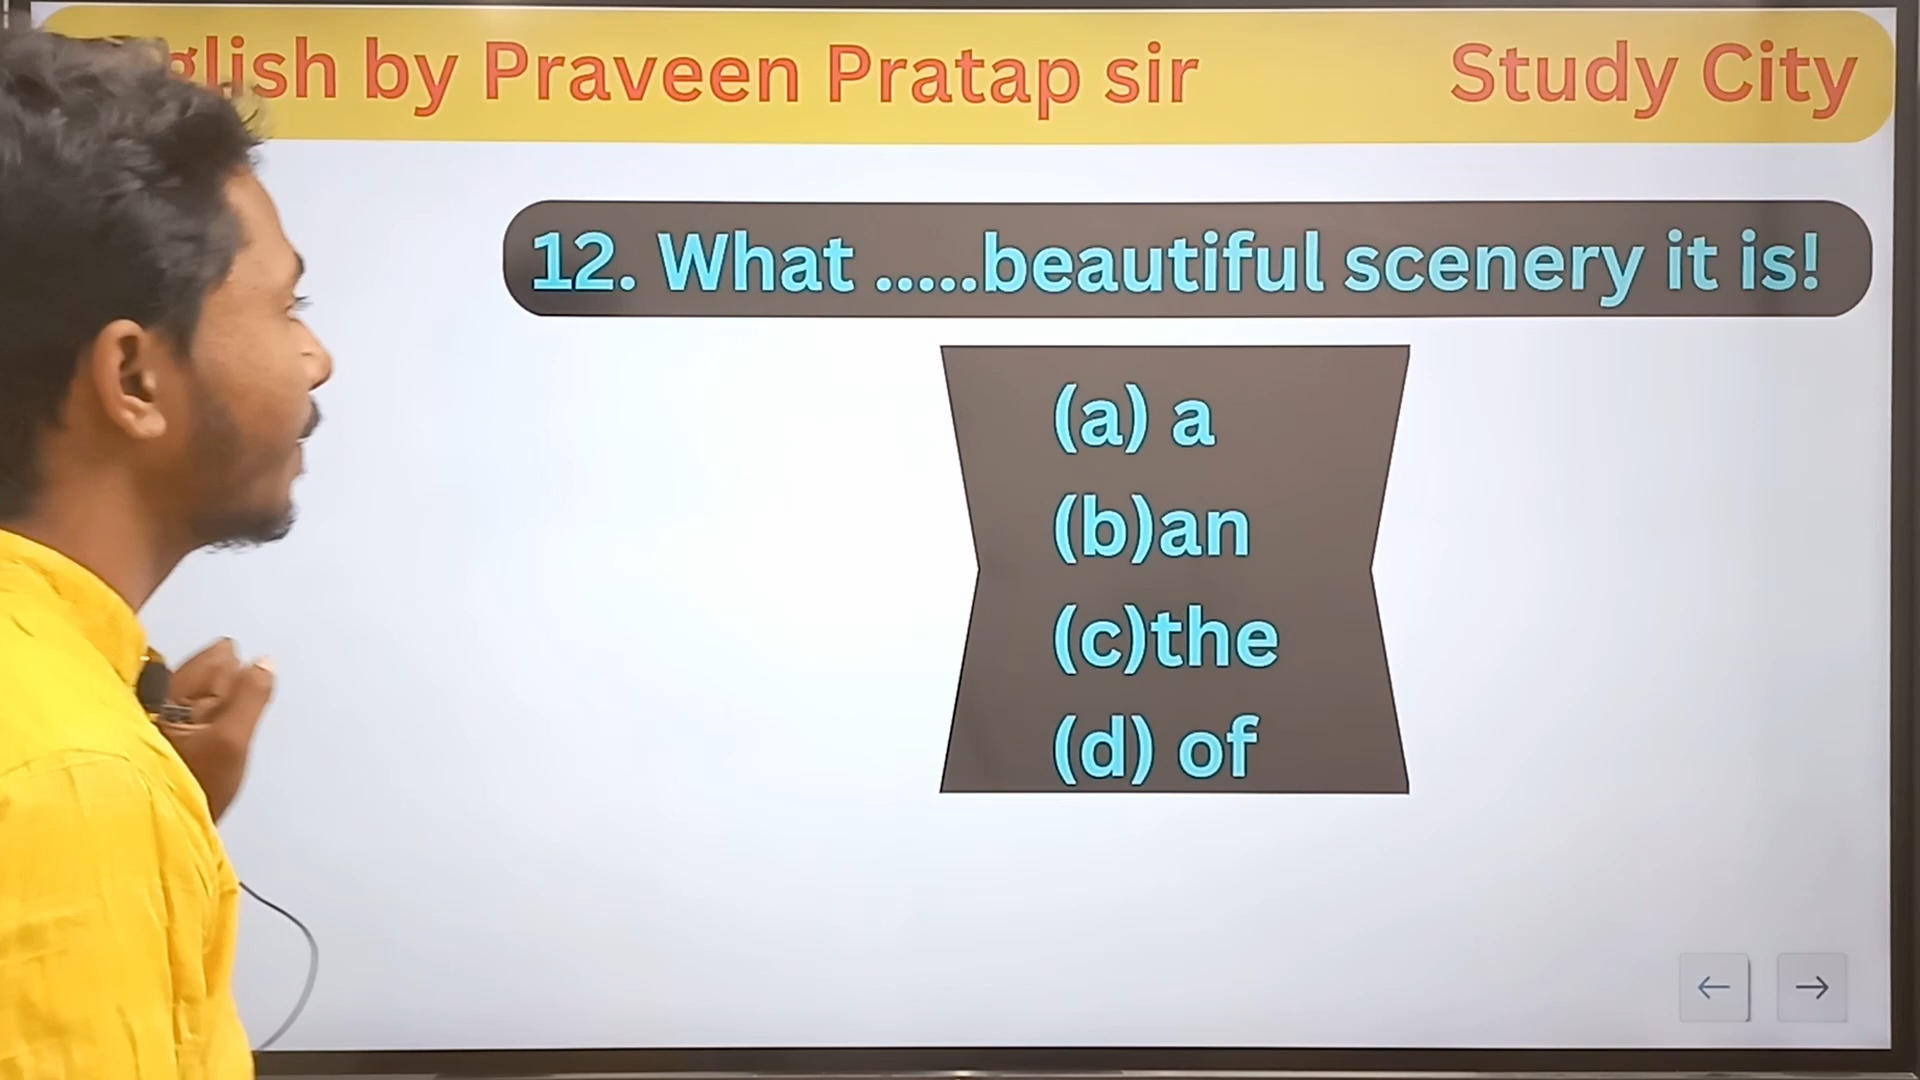 glish by Praveen Pratap sir Study City
12. What .....beautiful scenery it is!
(a) a
(b)an
(c)the
(d) of
← →